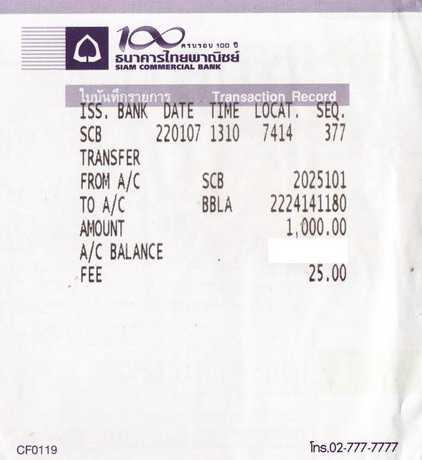 100 ครบรอบ 100 ปี
ธนาคารไทยพาณิชย์
SIAM COMMERCIAL BANK
ใบบันทึกรายการ Transaction Record
ISS. BANK DATE TIME LOCAT. SEQ.
SCB 220107 1310 7414 377
TRANSFER
FROM A/C SCB 2025101
TO A/C BBLA 2224141180
AMOUNT 1,000.00
A/C BALANCE
FEE 25.00
CF0119 โทร.02-777-7777